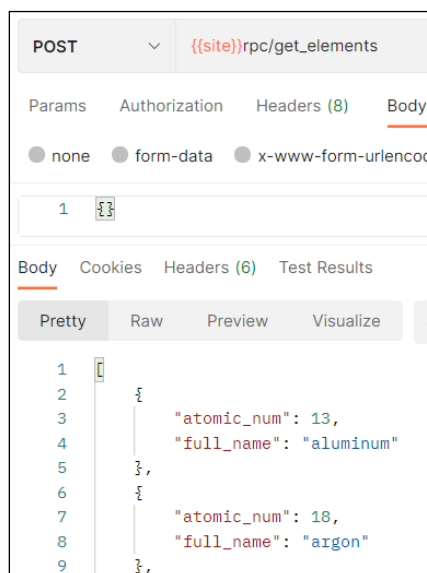 POST {{site}}rpc/get_elements
Params Authorization Headers (8) Body
none form-data x-www-form-urlenco
1 {}
Body Cookies Headers (6) Test Results
Pretty Raw Preview Visualize
1 [
2 {
3 "atomic_num": 13,
4 "full_name": "aluminum"
5 },
6 {
7 "atomic_num": 18,
8 "full_name": "argon"
9 },